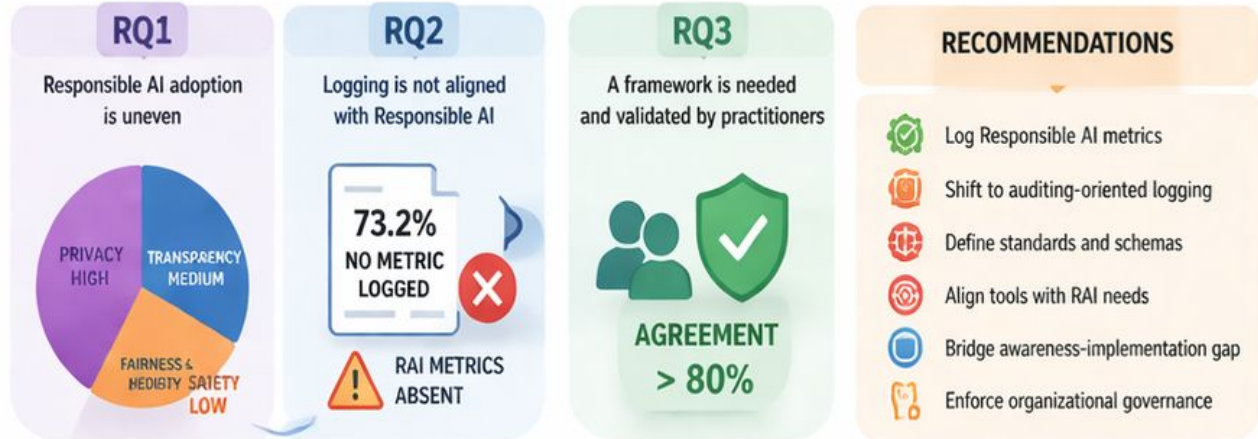 RQ1
Responsible AI adoption
is uneven
PRIVACY
HIGH
TRANSPARENCY
MEDIUM
FAIRNESS &
SAIETY
LOW
RQ2
Logging is not aligned
with Responsible AI
73.2%
NO METRIC
LOGGED
RAI METRICS
ABSENT
RQ3
A framework is needed
and validated by practitioners
AGREEMENT
> 80%
RECOMMENDATIONS
Log Responsible AI metrics
Shift to auditing-oriented logging
Define standards and schemas
Align tools with RAI needs
Bridge awareness-implementation gap
Enforce organizational governance